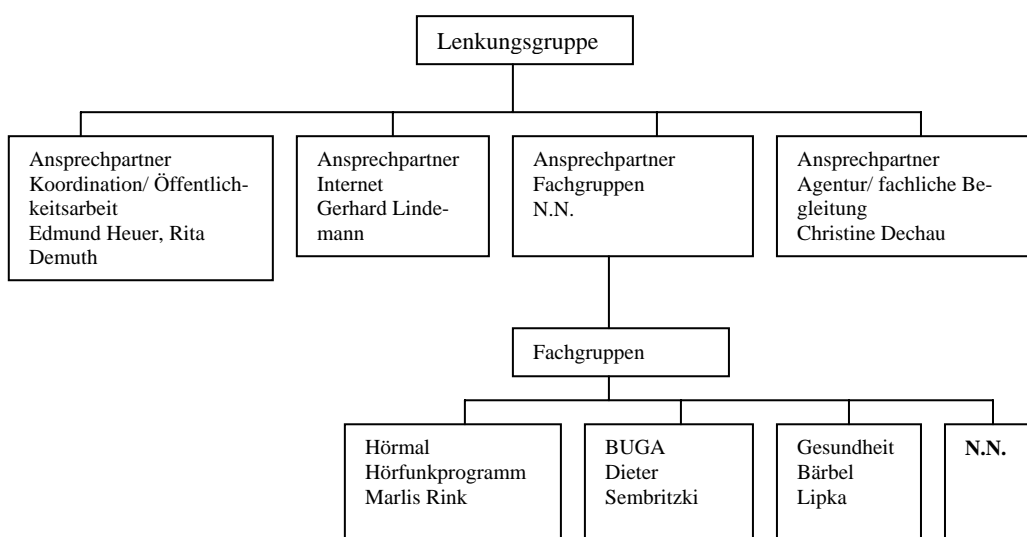 Lenkungsgruppe
Ansprechpartner
Koordination/ Öffentlich-
keitsarbeit
Edmund Heuer, Rita
Demuth
Ansprechpartner
Internet
Gerhard Linde-
mann
Ansprechpartner
Fachgruppen
N.N.
Ansprechpartner
Agentur/ fachliche Be-
gleitung
Christine Dechau
Fachgruppen
Hörmal
Hörfunkprogramm
Marlis Rink
BUGA
Dieter
Sembritzki
Gesundheit
Bärbel
Lipka
N.N.